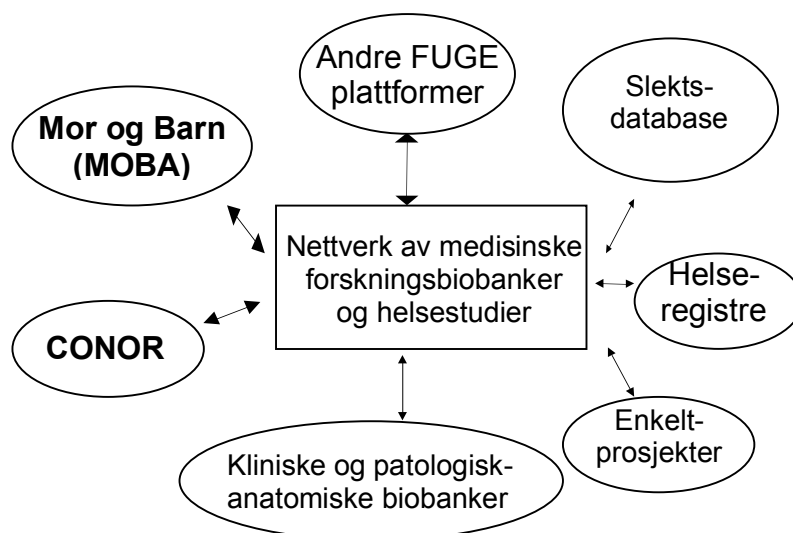 Andre FUGE
plattformer
Slekts-
database
Mor og Barn
(MOBA)
Nettverk av medisinske
forskningsbiobanker
og helsestudier
Helse-
registre
CONOR
Enkelt-
prosjekter
Kliniske og patologisk-
anatomiske biobanker